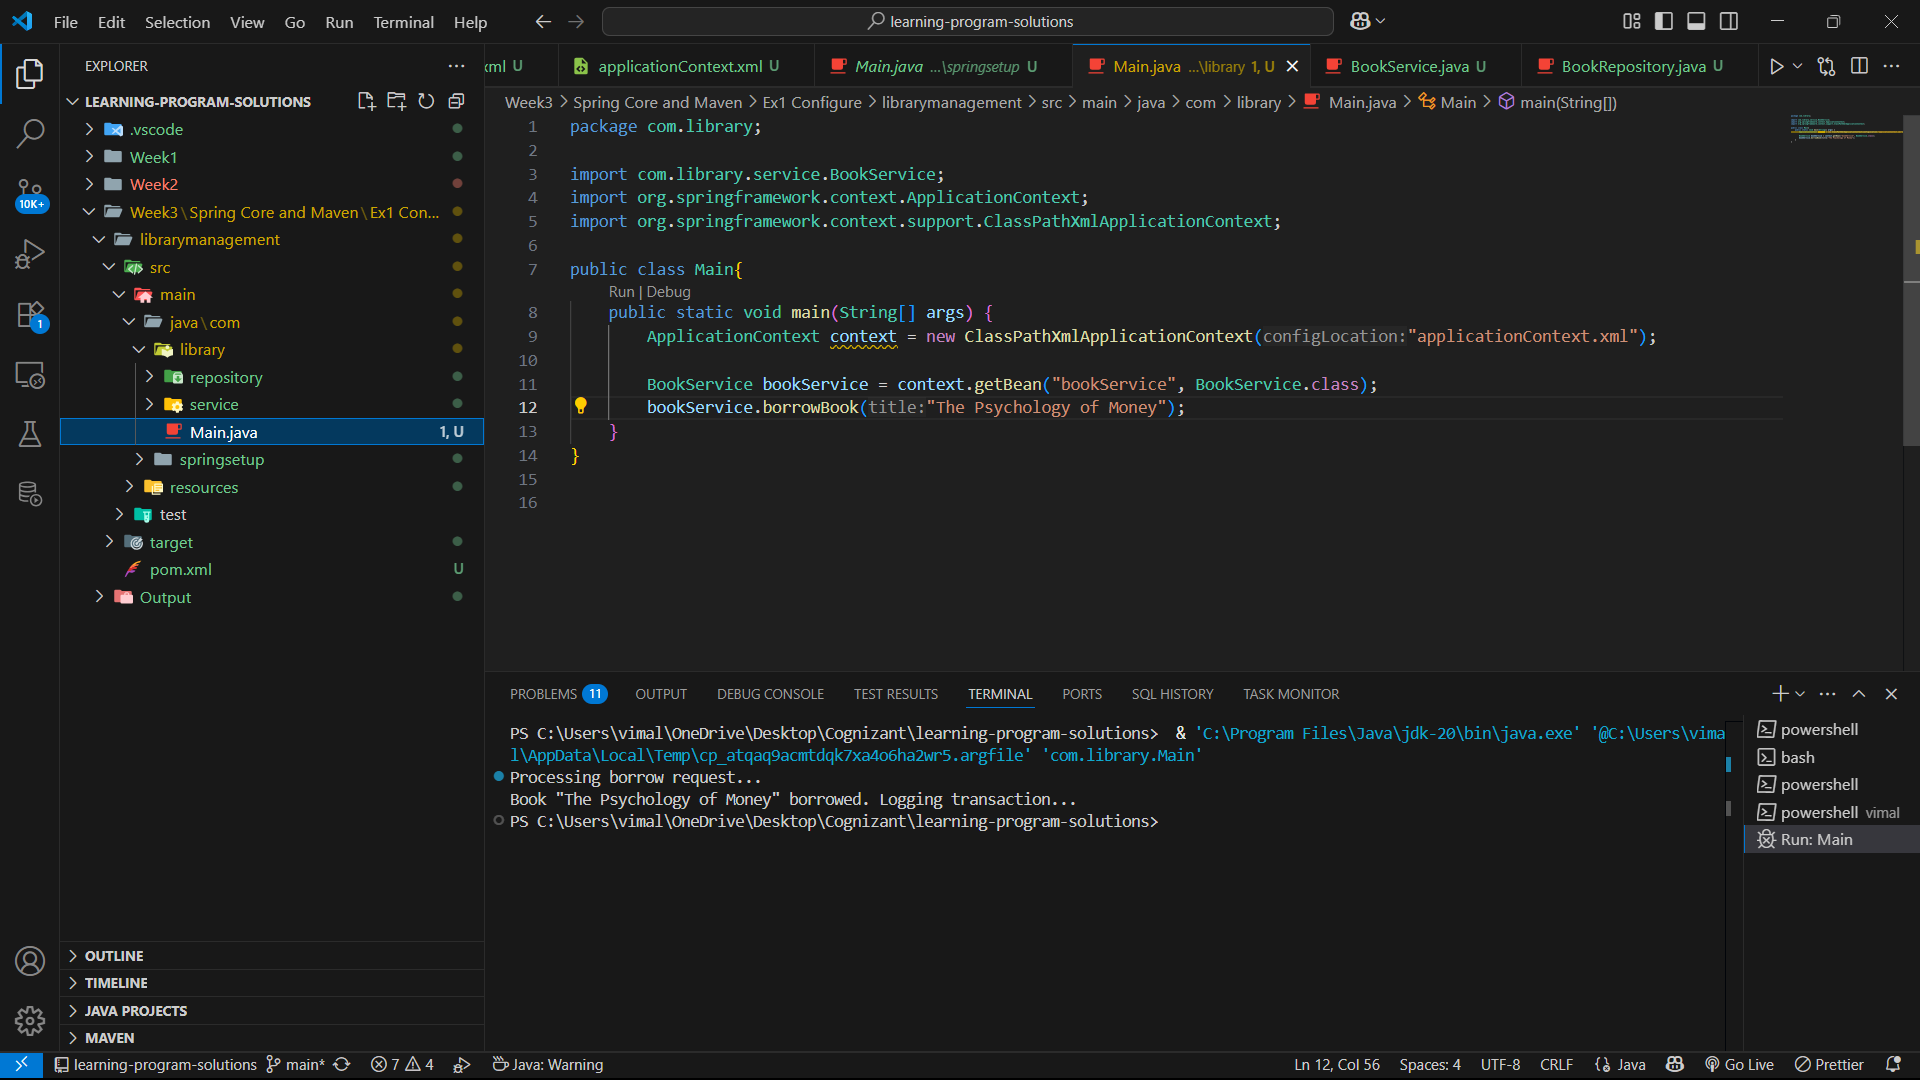 File Edit Selection View Go Run Terminal Help
learning-program-solutions
EXPLORER
LEARNING-PROGRAM-SOLUTIONS
.vscode
Week1
Week2
Week3\Spring Core and Maven\Ex1 Con...
librarymanagement
src
main
java\com
library
repository
service
Main.java 1, U
springsetup
resources
test
target
pom.xml U
Output
OUTLINE
TIMELINE
JAVA PROJECTS
MAVEN
10K+
1
xml U
applicationContext.xml U
Main.java ...\springsetup U
Main.java ...\library 1, U
BookService.java U
BookRepository.java U
Week3 > Spring Core and Maven > Ex1 Configure > librarymanagement > src > main > java > com > library > Main.java > Main > main(String[])
1 package com.library;
2
3 import com.library.service.BookService;
4 import org.springframework.context.ApplicationContext;
5 import org.springframework.context.support.ClassPathXmlApplicationContext;
6
7 public class Main{
Run | Debug
8 public static void main(String[] args) {
9 ApplicationContext context = new ClassPathXmlApplicationContext(configLocation:"applicationContext.xml");
10
11 BookService bookService = context.getBean("bookService", BookService.class);
12 bookService.borrowBook(title:"The Psychology of Money");
13 }
14 }
15
16
PROBLEMS 11 OUTPUT DEBUG CONSOLE TEST RESULTS TERMINAL PORTS SQL HISTORY TASK MONITOR
PS C:\Users\vimal\OneDrive\Desktop\Cognizant\learning-program-solutions> & 'C:\Program Files\Java\jdk-20\bin\java.exe' '@C:\Users\vima
l\AppData\Local\Temp\cp_atqaq9acmtdqk7xa4o6ha2wr5.argfile' 'com.library.Main'
Processing borrow request...
Book "The Psychology of Money" borrowed. Logging transaction...
PS C:\Users\vimal\OneDrive\Desktop\Cognizant\learning-program-solutions>
powershell
bash
powershell
powershell vimal
Run: Main
learning-program-solutions main* 7 4 Java: Warning
Ln 12, Col 56 Spaces: 4 UTF-8 CRLF {} Java Go Live Prettier